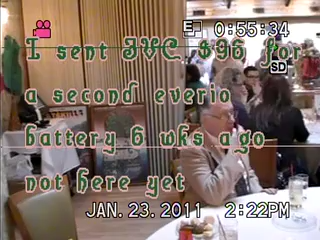 E 0:55:34
I sent JVC $96 for
SD
a second everio
battery 6 wks ago
not here yet
JAN. 23. 2011 2:22PM